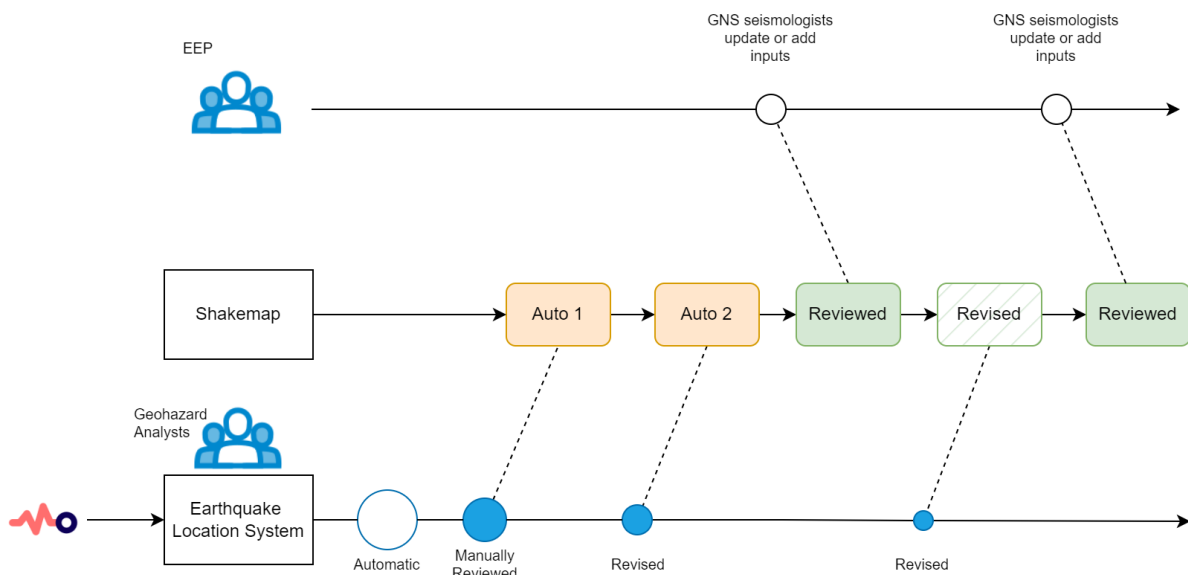 EEP
GNS seismologists
update or add
inputs
GNS seismologists
update or add
inputs
Shakemap
Auto 1
Auto 2
Reviewed
Revised
Reviewed
Geohazard
Analysts
Earthquake
Location System
Automatic
Manually
Reviewed
Revised
Revised